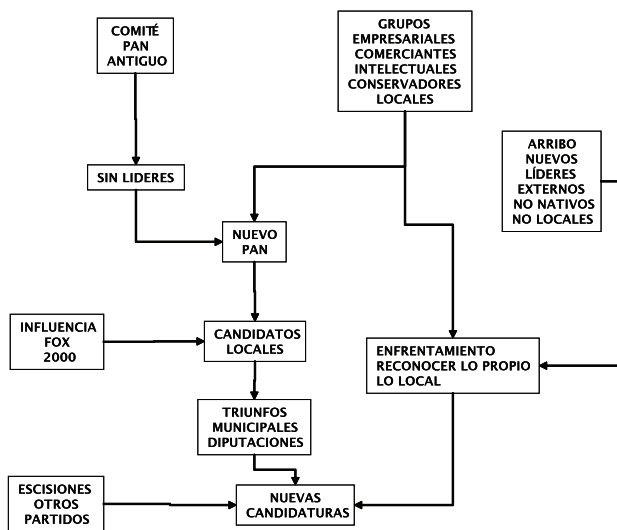 COMITÉ
PAN
ANTIGUO
GRUPOS
EMPRESARIALES
COMERCIANTES
INTELECTUALES
CONSERVADORES
LOCALES
ARRIBO
NUEVOS
LÍDERES
EXTERNOS
NO NATIVOS
NO LOCALES
SIN LIDERES
NUEVO
PAN
INFLUENCIA
FOX
2000
CANDIDATOS
LOCALES
ENFRENTAMIENTO
RECONOCER LO PROPIO
LO LOCAL
TRIUNFOS
MUNICIPALES
DIPUTACIONES
ESCISIONES
OTROS
PARTIDOS
NUEVAS
CANDIDATURAS